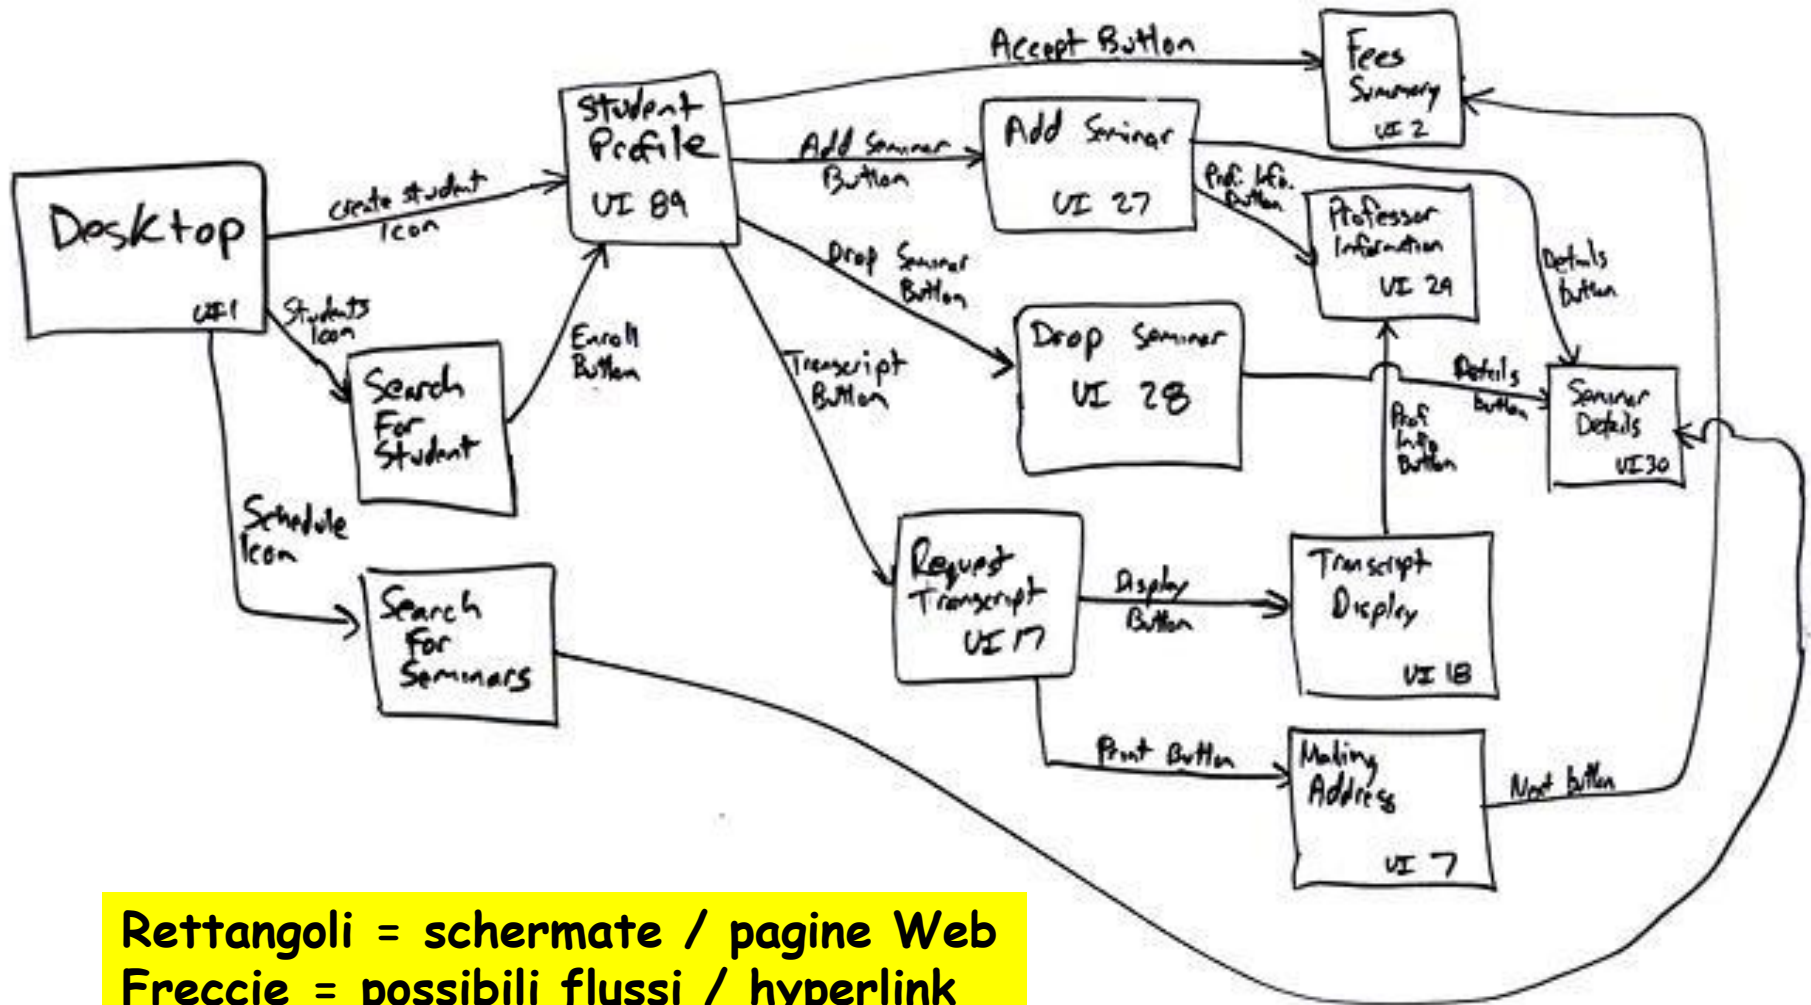 Desktop
UI 1
create student
Icon
Students
Icon
Schedule
Icon
Search
For
Student
Enroll
Button
Search
For
Seminars
Student
Profile
UI 89
Accept Button
Add Seminar
Button
Drop Seminar
Button
Transcript
Button
Add Seminar
UI 27
Prof. Info.
Button
Details
button
Fees
Summary
UI 2
Professor
Information
UI 29
Drop Seminar
UI 28
Details
Button
Seminar
Details
UI 30
Prof
Info
Button
Request
Transcript
UI 17
Display
Button
Transcript
Display
UI 18
Print Button
Mailing
Address
UI 7
Next button
Rettangoli = schermate / pagine Web
Freccie = possibili flussi / hyperlink